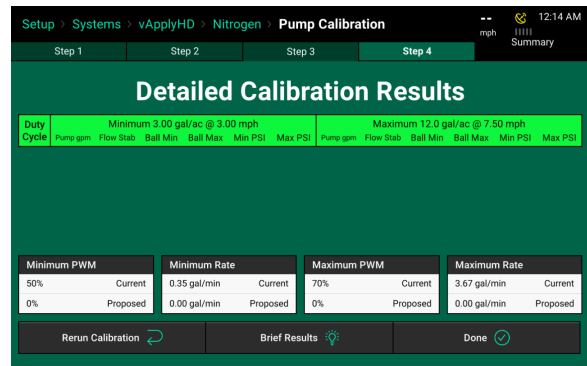 Setup > Systems > vApplyHD > Nitrogen > Pump Calibration
--
mph
12:14 AM
Summary
Step 1 Step 2 Step 3 Step 4
Detailed Calibration Results
Duty Cycle
Minimum 3.00 gal/ac @ 3.00 mph
Pump gpm Flow Stab Ball Min Ball Max Min PSI Max PSI
Maximum 12.0 gal/ac @ 7.50 mph
Pump gpm Flow Stab Ball Min Ball Max Min PSI Max PSI
Minimum PWM
50% Current
0% Proposed
Minimum Rate
0.35 gal/min Current
0.00 gal/min Proposed
Maximum PWM
70% Current
0% Proposed
Maximum Rate
3.67 gal/min Current
0.00 gal/min Proposed
Rerun Calibration
Brief Results
Done